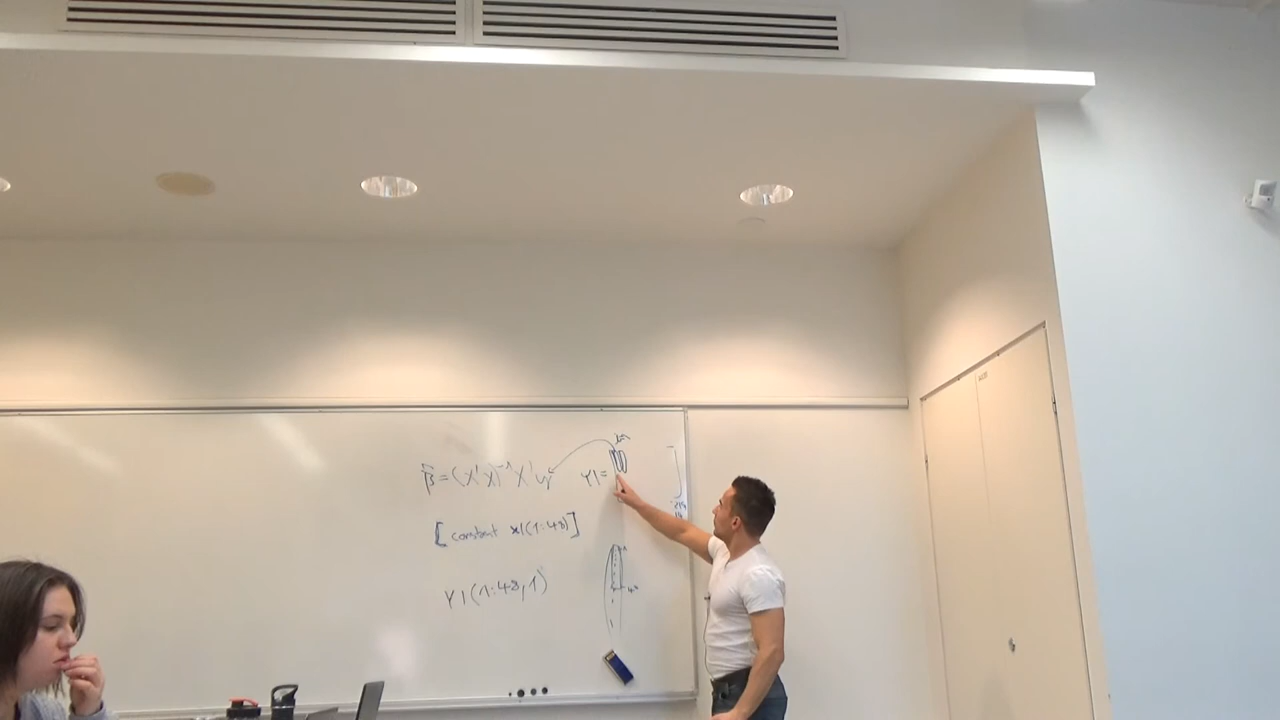 β̂ = (X'X)⁻¹X'y
Y1=
[constant x1(1:48)]
Y1(1:48,1)